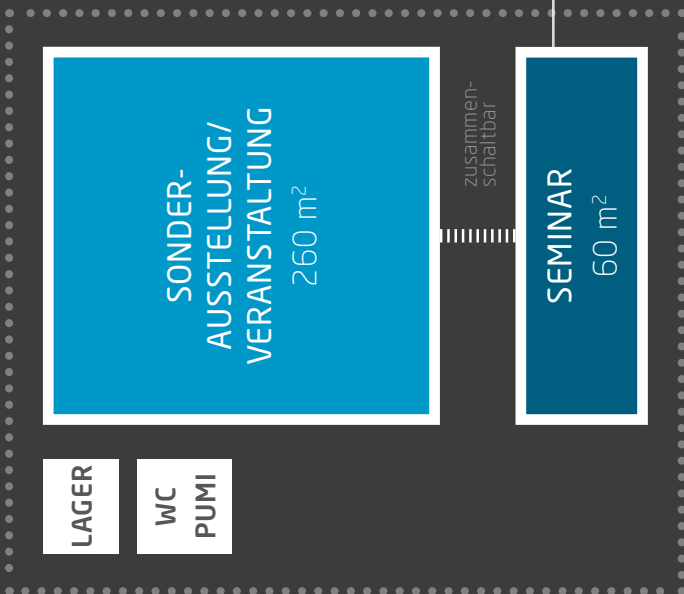 SONDER-
AUSSTELLUNG/
VERANSTALTUNG
260 m²
zusammen-
schaltbar
SEMINAR
60 m²
LAGER
WC
PUMI